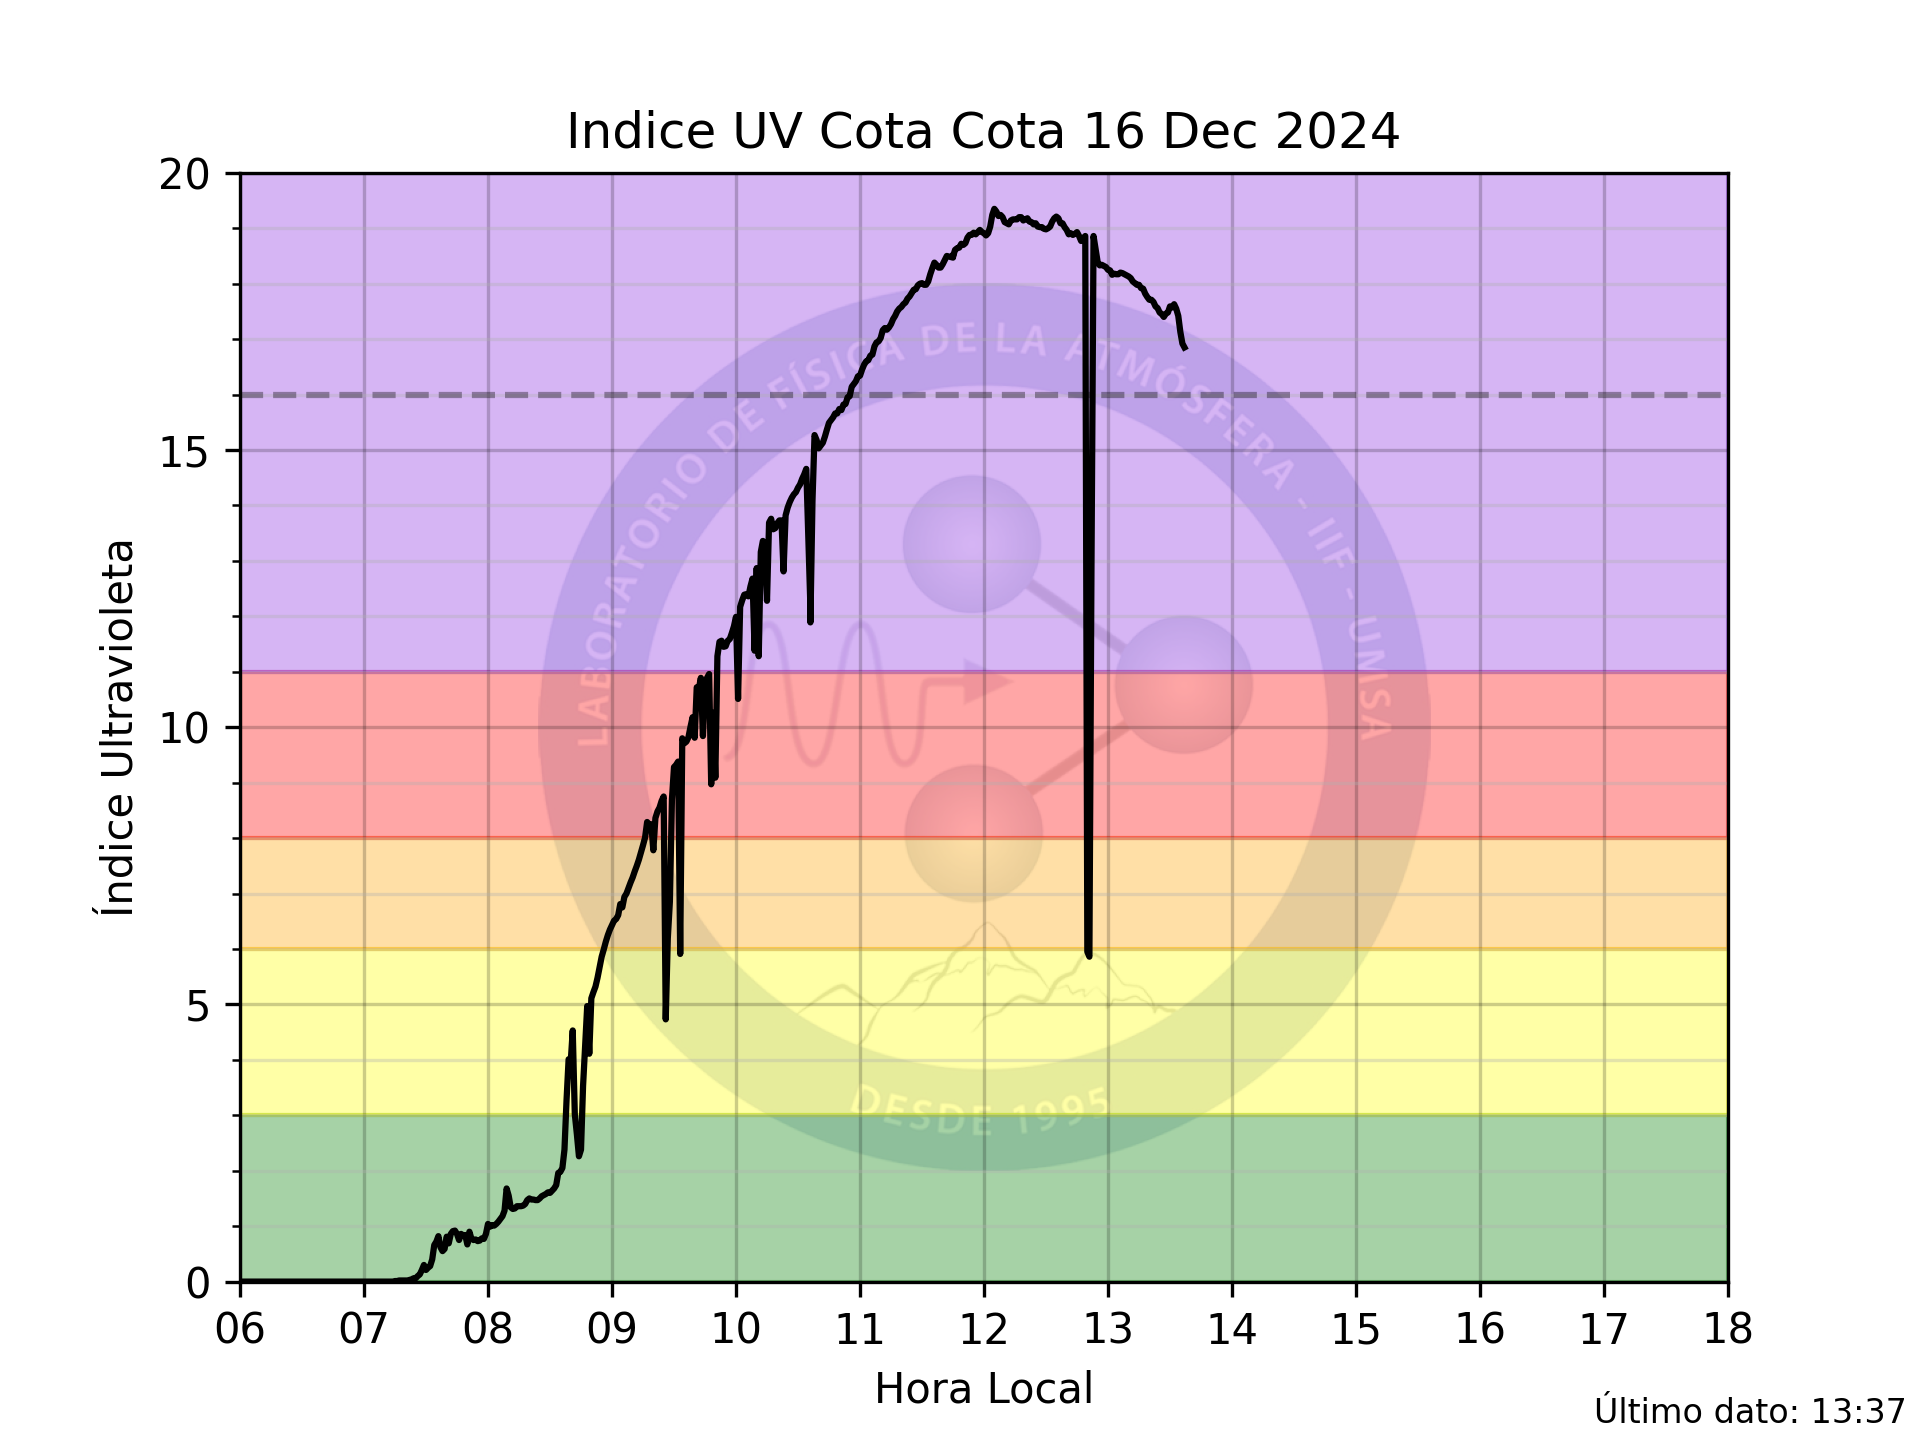 Indice UV Cota Cota 16 Dec 2024
20
15
10
5
0
Índice Ultravioleta
LABORATORIO DE FÍSICA DE LA ATMÓSFERA - IIF - UMSA
DESDE 1995
06 07 08 09 10 11 12 13 14 15 16 17 18
Hora Local
Último dato: 13:37